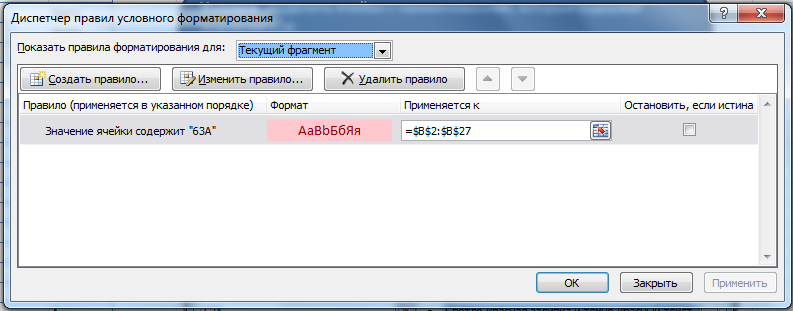 Диспетчер правил условного форматирования
Показать правила форматирования для: Текущий фрагмент
Создать правило... Изменить правило... Удалить правило
Правило (применяется в указанном порядке) Формат Применяется к Остановить, если истина
Значение ячейки содержит "63А" АаВbБбЯя =$B$2:$B$27
ОК Закрыть Применить